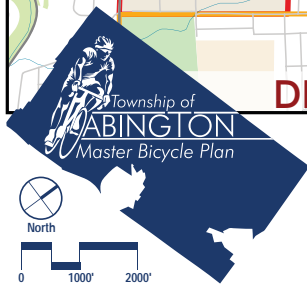 Township of
ABINGTON
Master Bicycle Plan
North
0 1000' 2000'